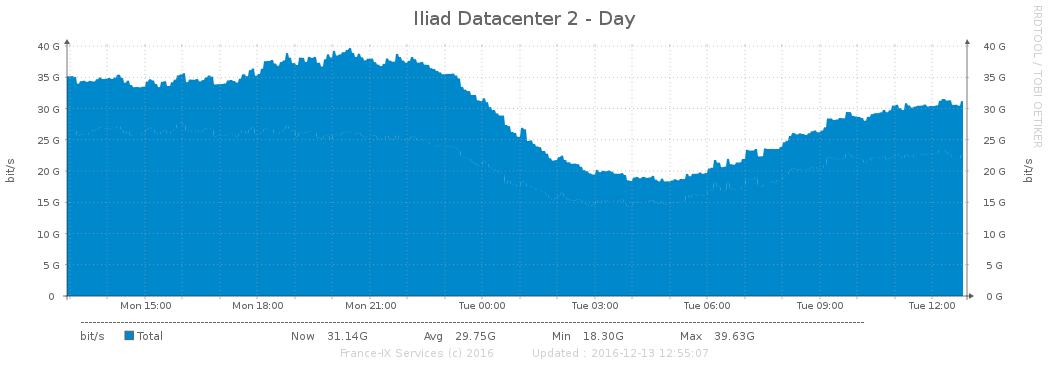 Iliad Datacenter 2 - Day
RRDTOOL / TOBI OETIKER
bit/s
40 G 40 G
35 G 35 G
30 G 30 G
25 G 25 G
20 G 20 G
15 G 15 G
10 G 10 G
5 G 5 G
0 0 G
bit/s
Mon 15:00 Mon 18:00 Mon 21:00 Tue 00:00 Tue 03:00 Tue 06:00 Tue 09:00 Tue 12:00
bit/s Total Now 31.14G Avg 29.75G Min 18.30G Max 39.63G
France-IX Services (c) 2016 Updated : 2016-12-13 12:55:07